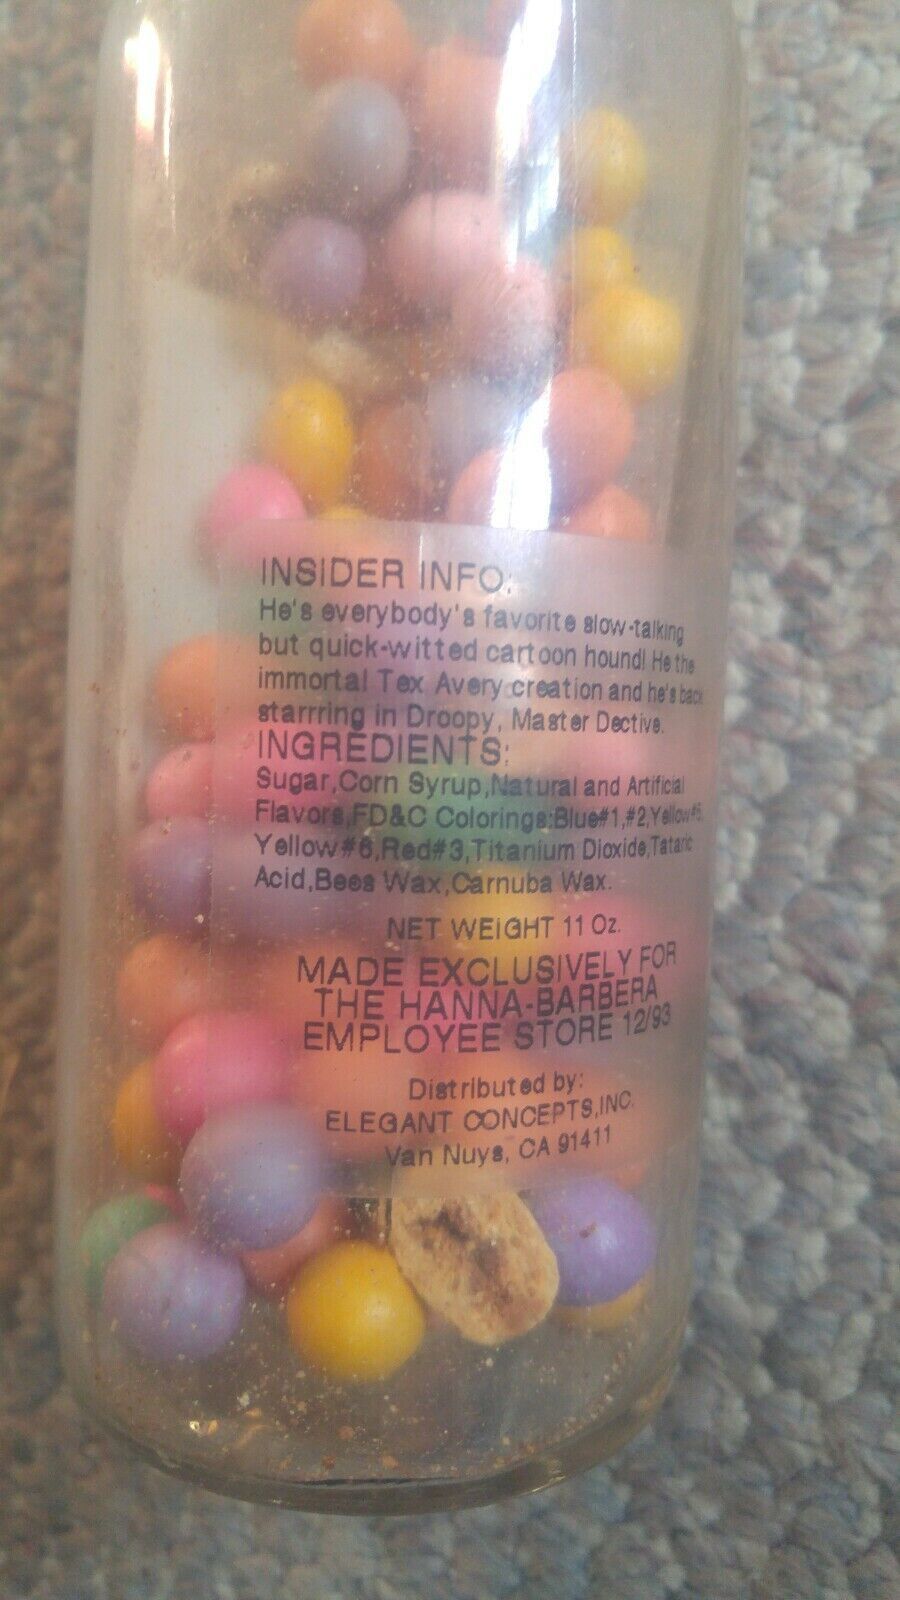 INSIDER INFO:
He's everybody's favorite slow-talking
but quick-witted cartoon hound! He the
immortal Tex Avery creation and he's back
starrring in Droopy, Master Dective.
INGREDIENTS:
Sugar,Corn Syrup,Natural and Artificial
Flavors,FD&C Colorings:Blue#1,#2,Yellow#5,
Yellow#6,Red#3,Titanium Dioxide,Tataric
Acid,Bees Wax,Carnuba Wax.
NET WEIGHT 11 Oz.
MADE EXCLUSIVELY FOR
THE HANNA-BARBERA
EMPLOYEE STORE 12/93
Distributed by:
ELEGANT CONCEPTS,INC.
Van Nuys, CA 91411